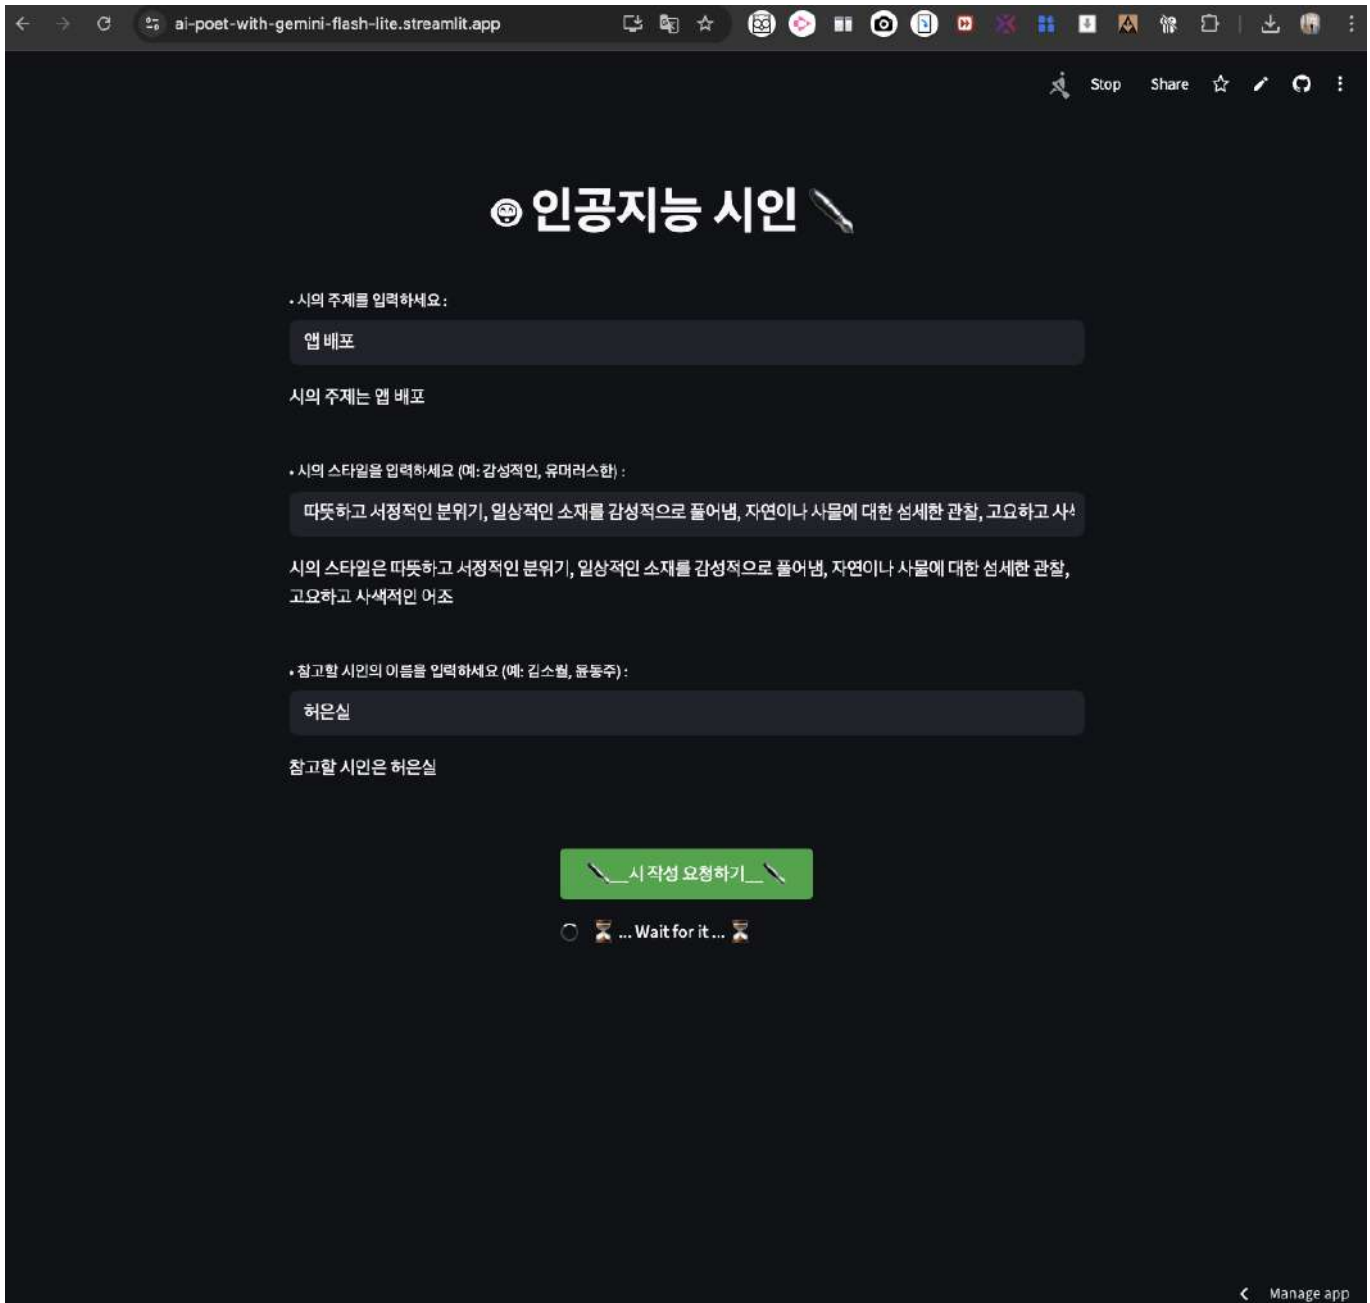 ai-poet-with-gemini-flash-lite.streamlit.app
Stop Share
인공지능 시인
• 시의 주제를 입력하세요 :
앱 배포
시의 주제는 앱 배포
• 시의 스타일을 입력하세요 (예: 감성적인, 유머러스한) :
따뜻하고 서정적인 분위기, 일상적인 소재를 감성적으로 풀어냄, 자연이나 사물에 대한 섬세한 관찰, 고요하고 사
시의 스타일은 따뜻하고 서정적인 분위기, 일상적인 소재를 감성적으로 풀어냄, 자연이나 사물에 대한 섬세한 관찰,
고요하고 사색적인 어조
• 참고할 시인의 이름을 입력하세요 (예: 김소월, 윤동주) :
허은실
참고할 시인은 허은실
__시 작성 요청하기__
... Wait for it ...
Manage app